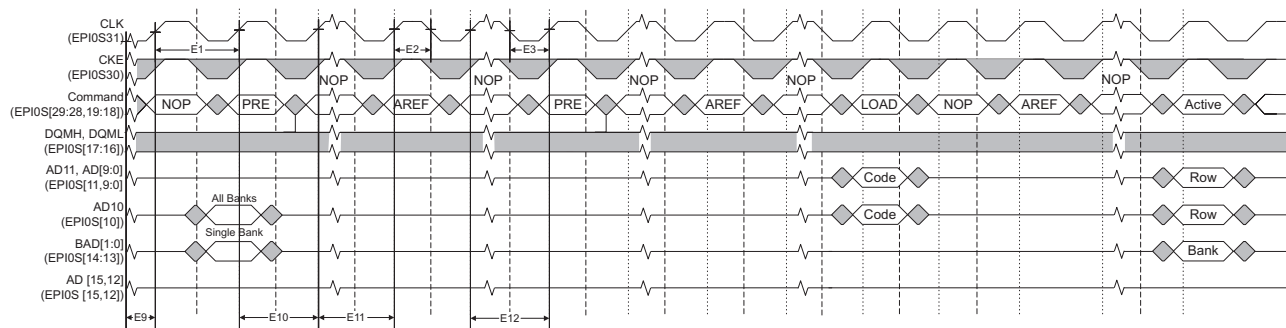 CLK
(EPI0S31)
E1
E2
E3
CKE
(EPI0S30)
NOP
NOP
NOP
NOP
NOP
Command
(EPI0S[29:28,19:18])
NOP
PRE
AREF
PRE
AREF
LOAD
NOP
AREF
Active
DQMH, DQML
(EPI0S[17:16])
AD11, AD[9:0]
(EPI0S[11,9:0])
Code
Row
All Banks
AD10
(EPI0S[10])
Code
Row
Single Bank
BAD[1:0]
(EPI0S[14:13])
Bank
AD [15,12]
(EPI0S [15,12])
E9
E10
E11
E12